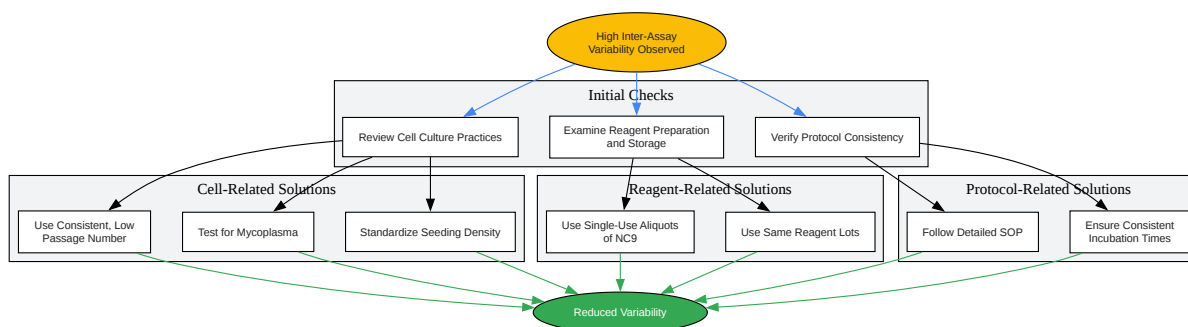 High Inter-Assay
Variability Observed
Initial Checks
Review Cell Culture Practices
Examine Reagent Preparation
and Storage
Verify Protocol Consistency
Cell-Related Solutions
Reagent-Related Solutions
Protocol-Related Solutions
Use Consistent, Low
Passage Number
Test for Mycoplasma
Standardize Seeding Density
Use Single-Use Aliquots
of NC9
Use Same Reagent Lots
Follow Detailed SOP
Ensure Consistent
Incubation Times
Reduced Variability